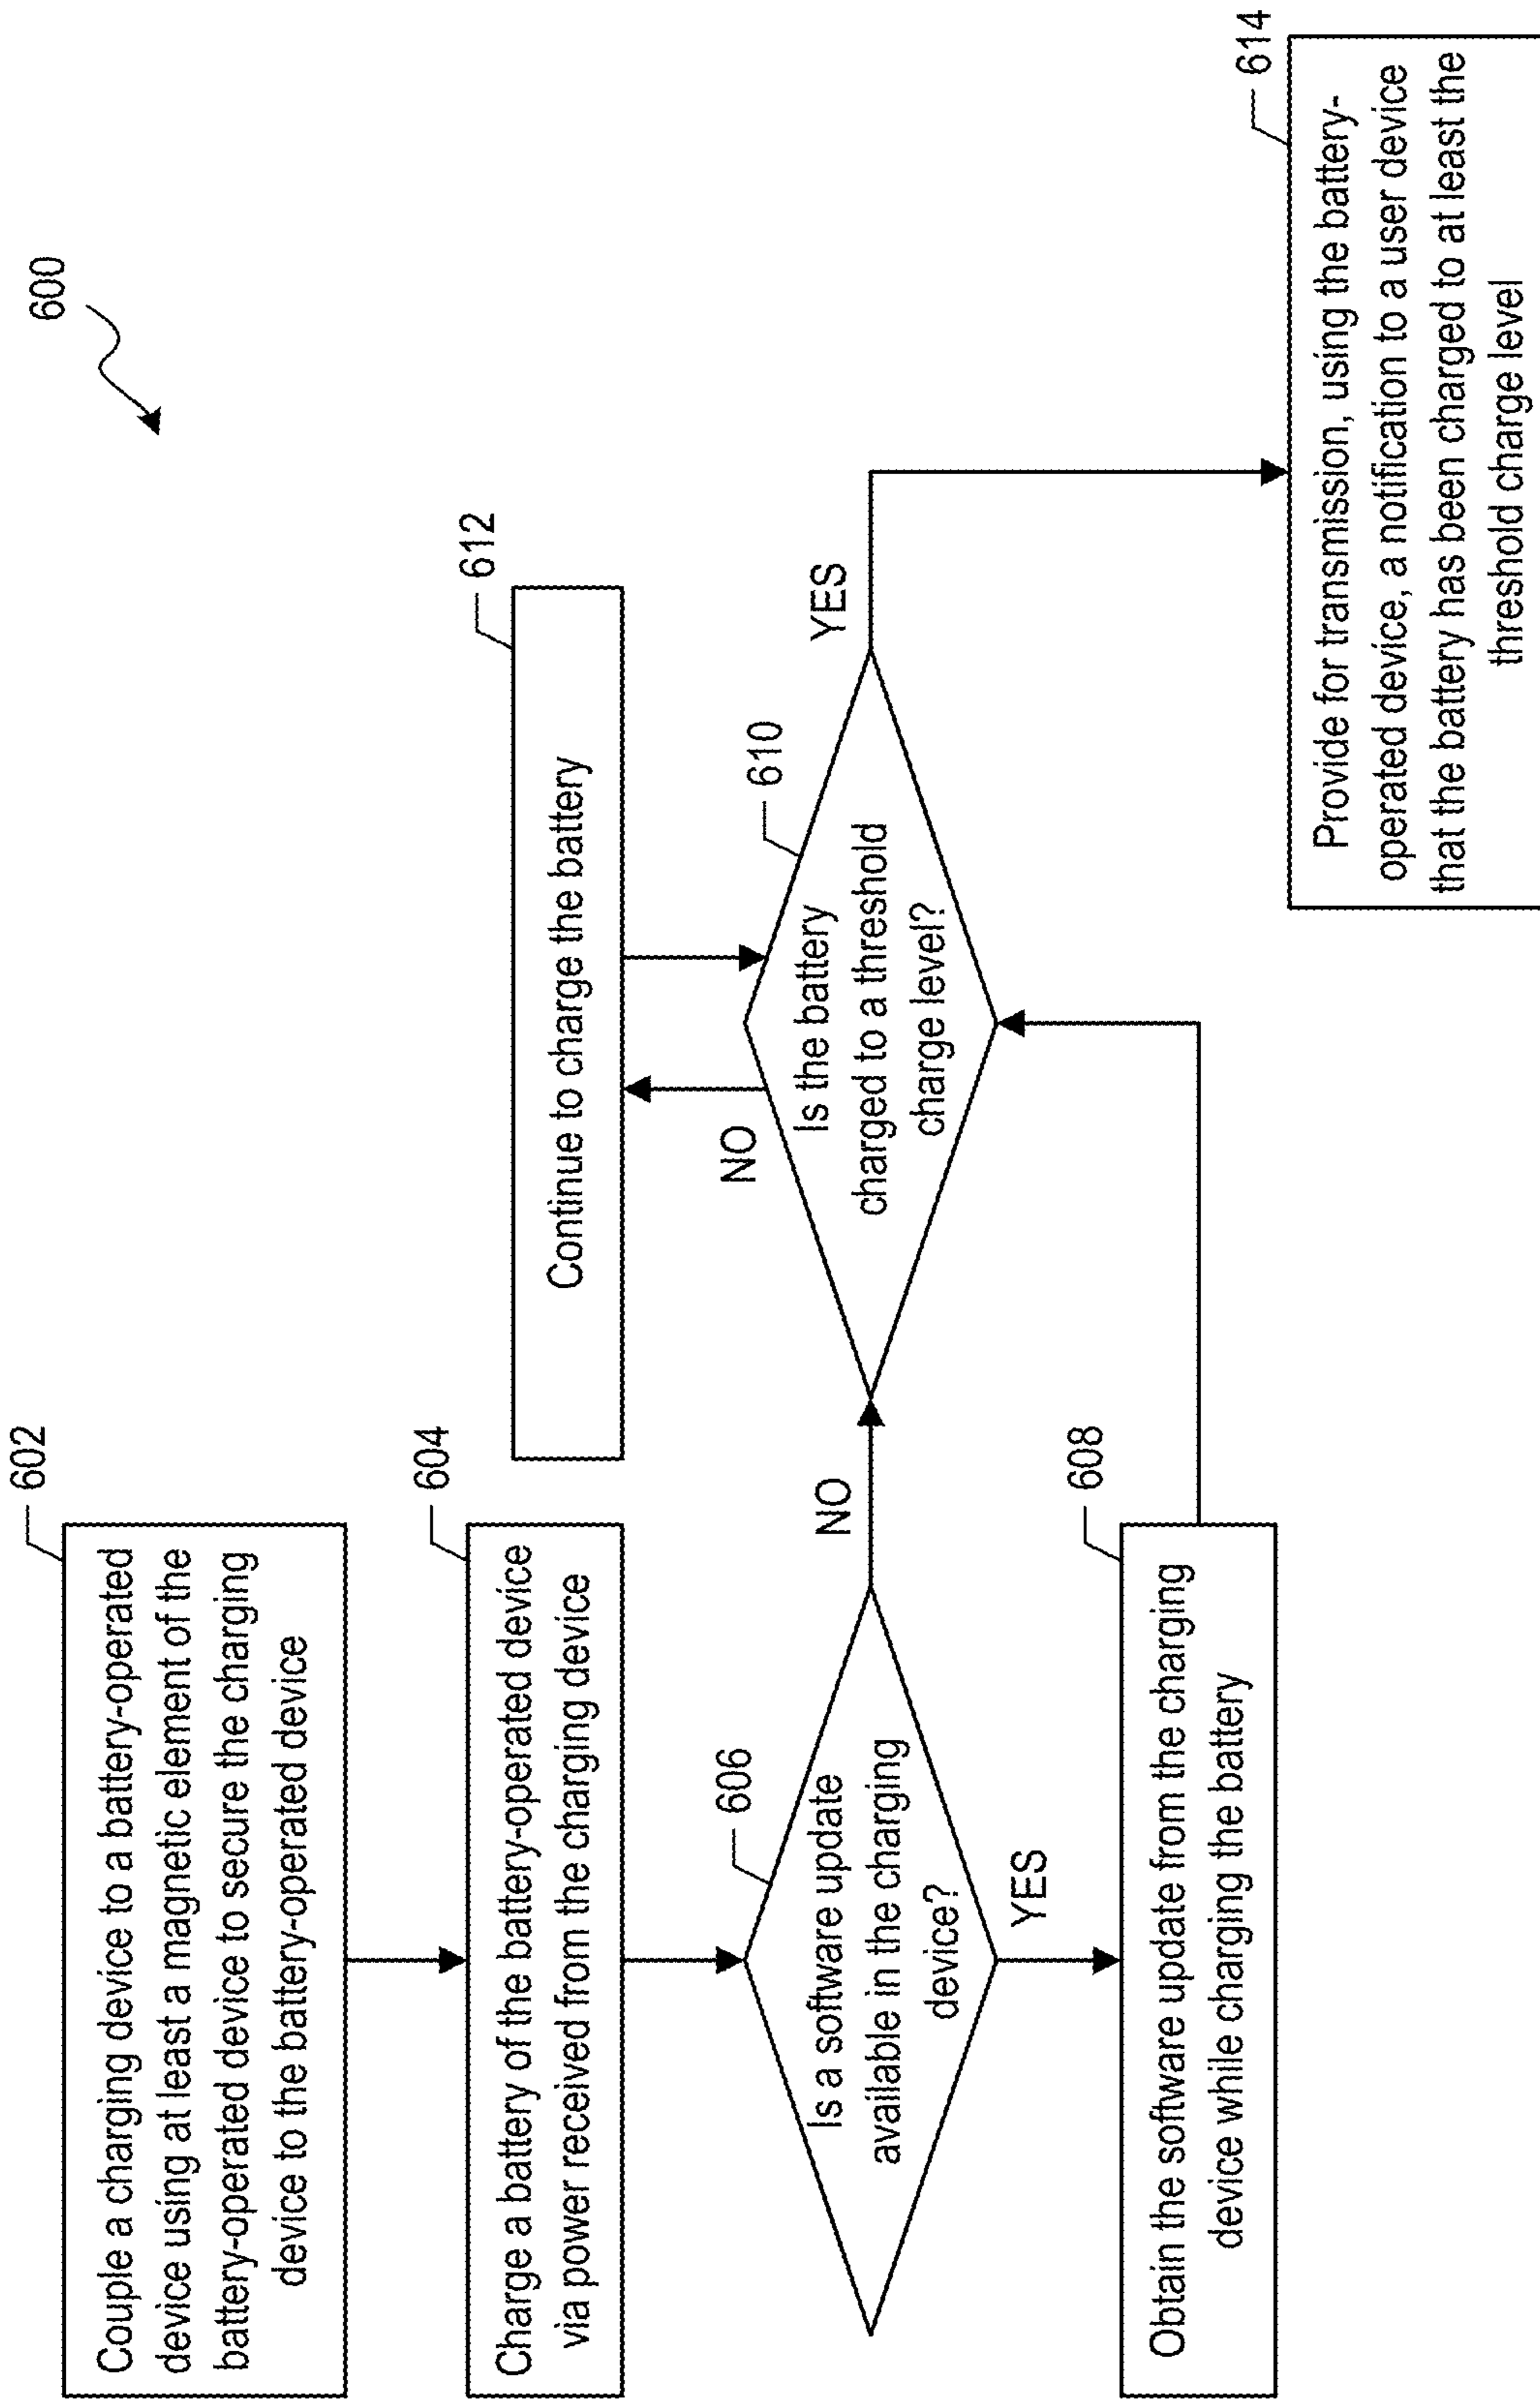 600
602
Couple a charging device to a battery-operated
device using at least a magnetic element of the
battery-operated device to secure the charging
device to the battery-operated device
604
Charge a battery of the battery-operated device
via power received from the charging device
606
Is a software update
available in the charging
device?
YES
NO
608
Obtain the software update from the charging
device while charging the battery
610
Is the battery
charged to a threshold
charge level?
NO
YES
612
Continue to charge the battery
614
Provide for transmission, using the battery-
operated device, a notification to a user device
that the battery has been charged to at least the
threshold charge level